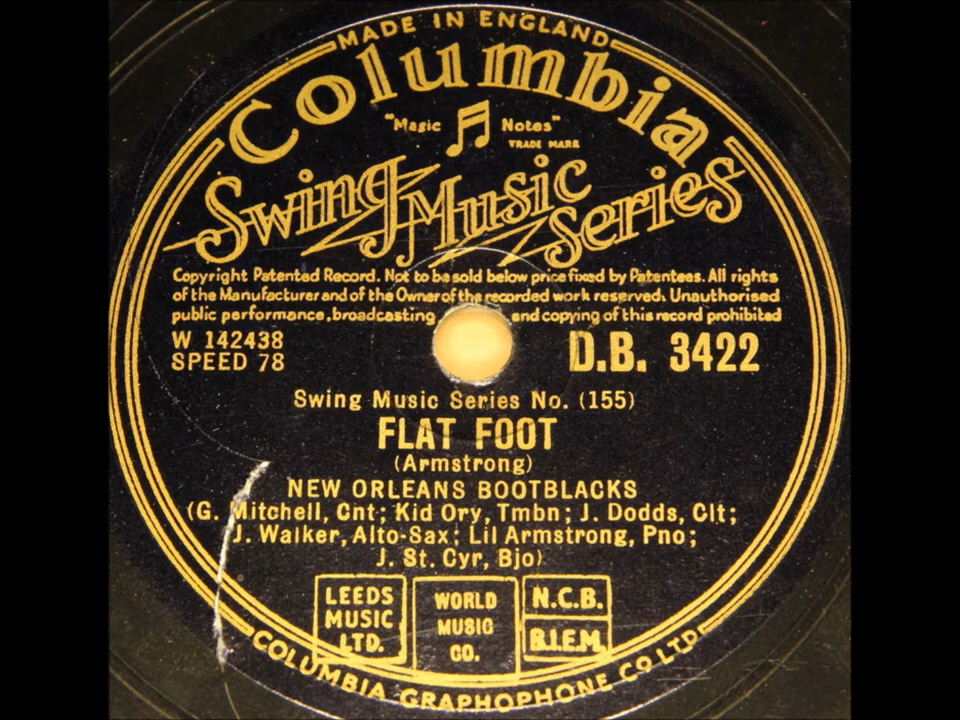 MADE IN ENGLAND
Columbia
"Magic Notes"
TRADE MARK
Swing Music Series
Copyright Patented Record. Not to be sold below price fixed by Patentees. All rights
of the Manufacturer and of the Owner of the recorded work reserved. Unauthorised
public performance, broadcasting and copying of this record prohibited
W 142438
SPEED 78
D.B. 3422
Swing Music Series No. (155)
FLAT FOOT
(Armstrong)
NEW ORLEANS BOOTBLACKS
(G. Mitchell, Cnt; Kid Ory, Tmbn; J. Dodds, Clt;
J. Walker, Alto-Sax; Lil Armstrong, Pno;
J. St. Cyr, Bjo)
LEEDS
MUSIC
LTD.
WORLD
MUSIC
CO.
N.C.B.
B.I.E.M.
COLUMBIA GRAPHOPHONE CO LTD